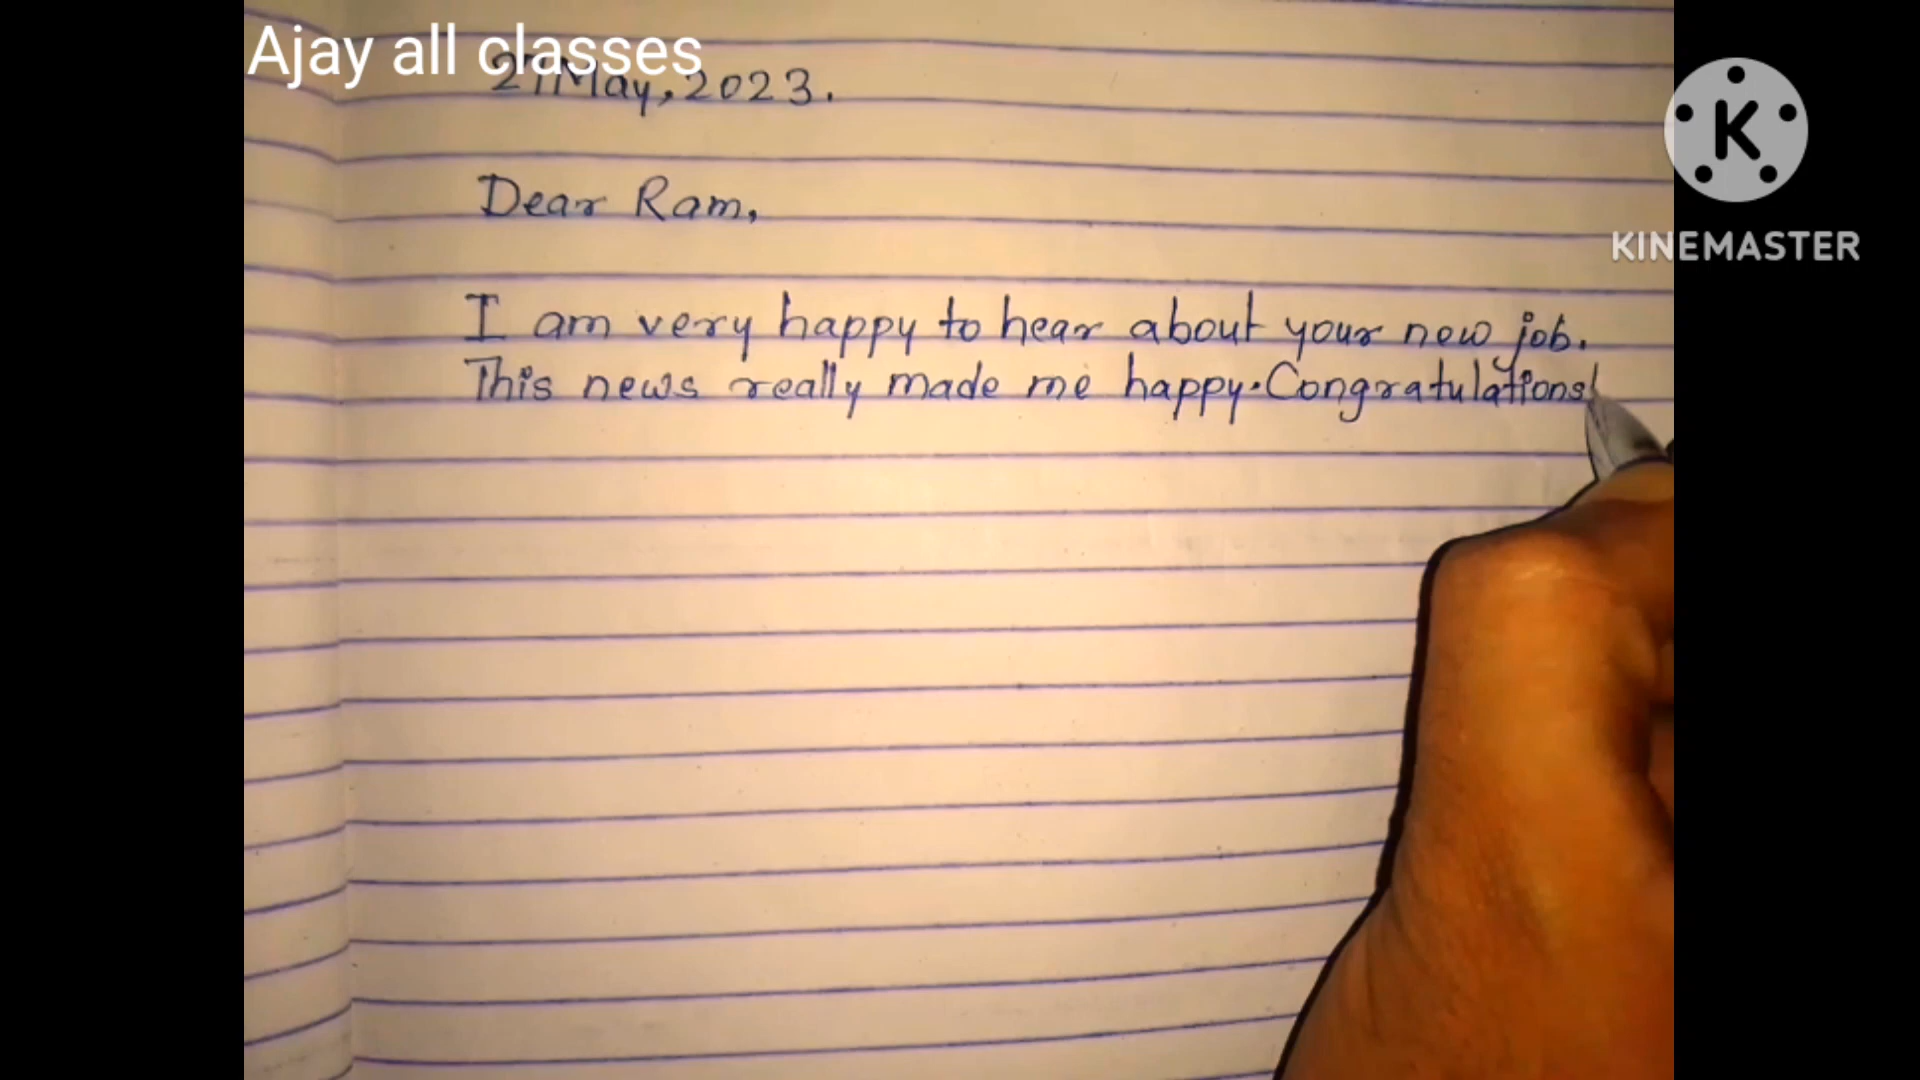 Ajay all classes
27 May, 2023.
K
KINEMASTER
Dear Ram,
I am very happy to hear about your new job.
This news really made me happy. Congratulations!